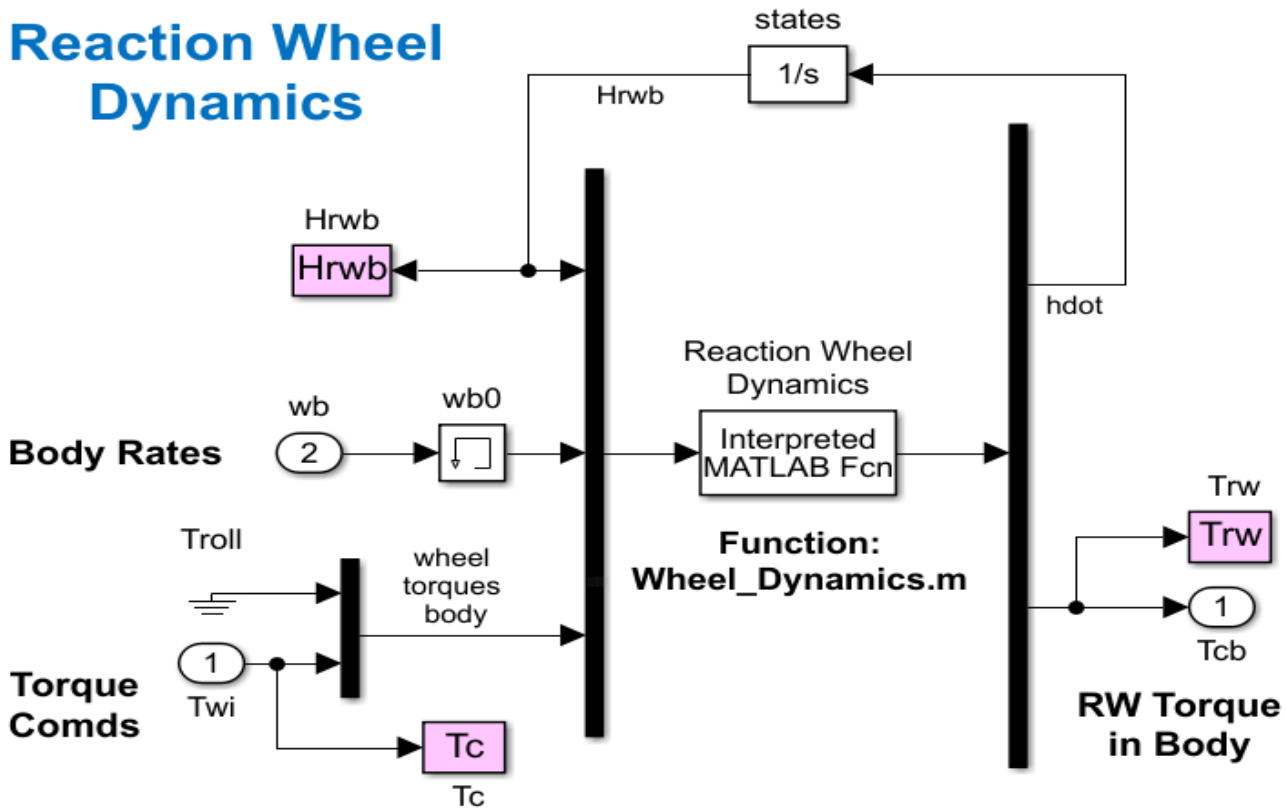 Reaction Wheel
Dynamics
states
1/s
Hrwb
Hrwb
Hrwb
hdot
Reaction Wheel
Dynamics
wb
wb0
Body Rates
2
Interpreted
MATLAB Fcn
Function:
Wheel_Dynamics.m
Troll
wheel
torques
body
Trw
Trw
1
Tcb
1
Twi
Torque
Comds
RW Torque
in Body
Tc
Tc